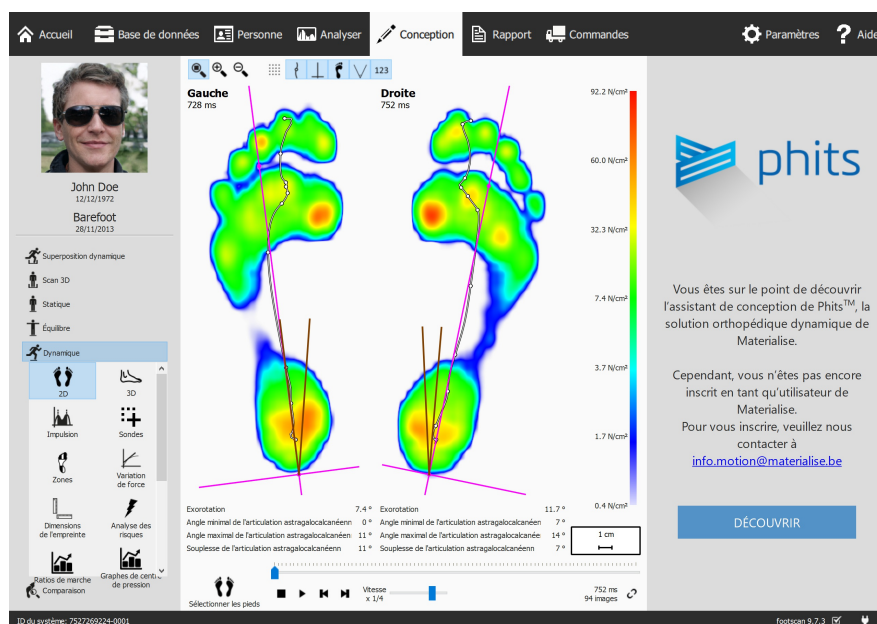 Accueil
Base de données
Personne
Analyser
Conception
Rapport
Commandes
Paramètres
Aide
John Doe
12/12/1972
Barefoot
28/11/2013
Superposition dynamique
Scan 3D
Statique
Équilibre
Dynamique
2D
3D
Impulsion
Sondes
Zones
Variation
de force
Dimensions
de l'empreinte
Analyse des
risques
Ratios de marche
Graphes de centre
de pression
Comparaison
123
Gauche
728 ms
Droite
752 ms
92.2 N/cm²
60.0 N/cm²
32.3 N/cm²
7.4 N/cm²
3.7 N/cm²
1.7 N/cm²
0.4 N/cm²
Exorotation 7.4 °
Angle minimal de l'articulation astragalocalcanéenn 0 °
Angle maximal de l'articulation astragalocalcanéen 11 °
Souplesse de l'articulation astragalocalcanéenn 11 °
Exorotation 11.7 °
Angle minimal de l'articulation astragalocalcanéenn 7 °
Angle maximal de l'articulation astragalocalcanée 14 °
Souplesse de l'articulation astragalocalcanéenn 7 °
1 cm
Sélectionner les pieds
Vitesse
x 1/4
752 ms
94 images
phits
Vous êtes sur le point de découvrir
l'assistant de conception de Phits™, la
solution orthopédique dynamique de
Materialise.
Cependant, vous n'êtes pas encore
inscrit en tant qu'utilisateur de
Materialise.
Pour vous inscrire, veuillez nous
contacter à
info.motion@materialise.be
DÉCOUVRIR
ID du système: 7527269224-0001
footscan 9.7.3